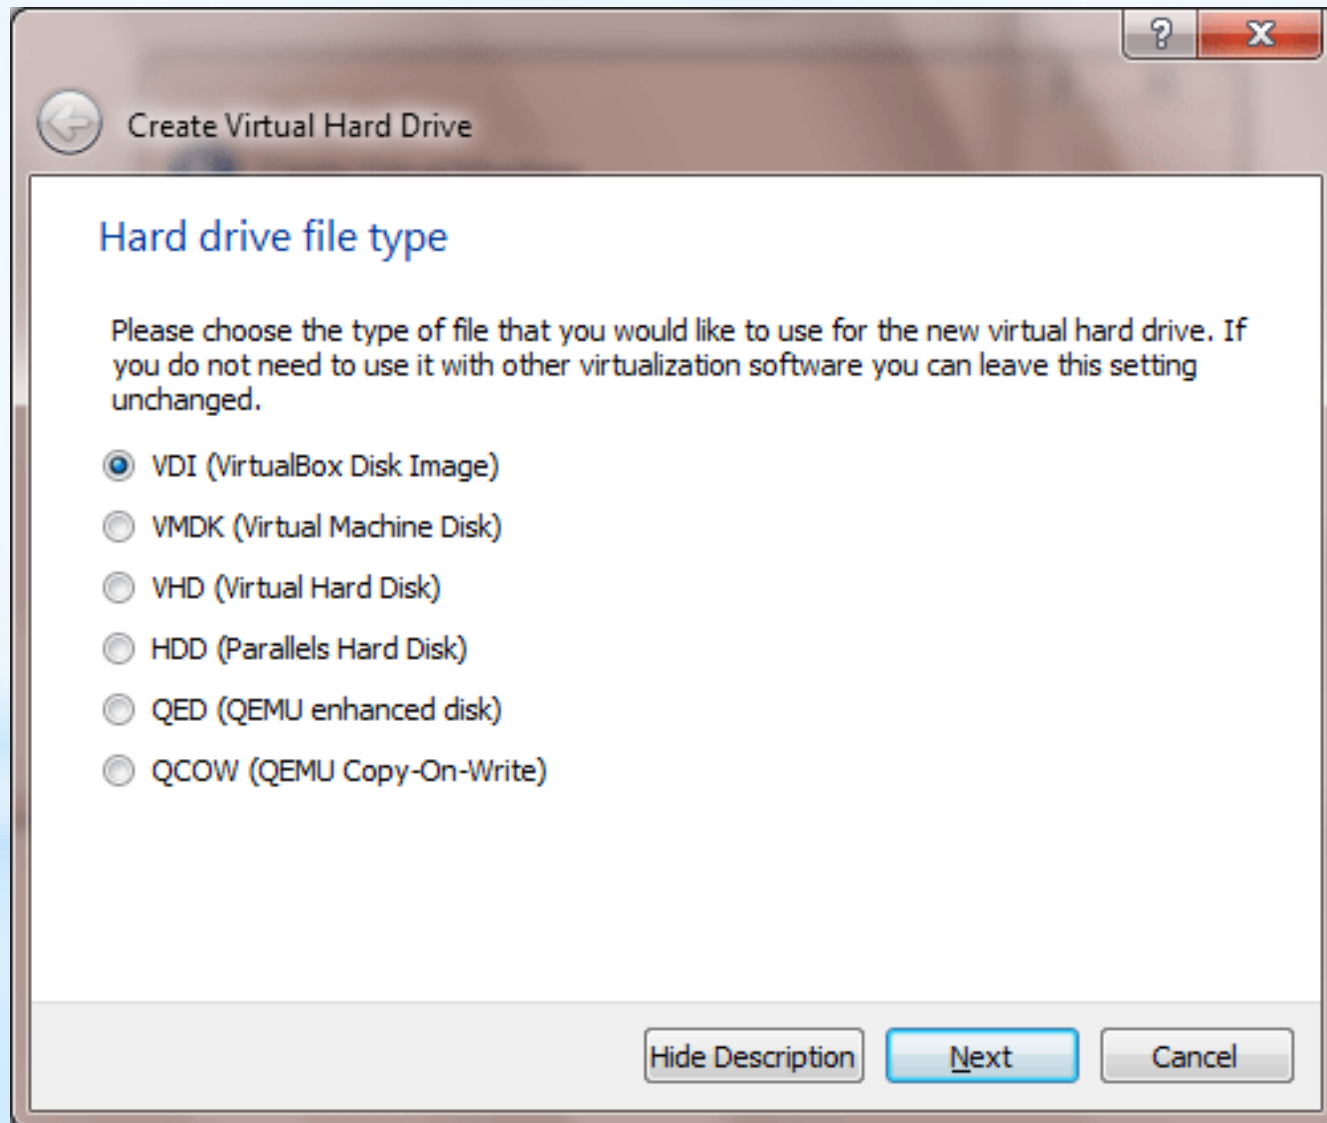 ?
X
Create Virtual Hard Drive
Hard drive file type
Please choose the type of file that you would like to use for the new virtual hard drive. If
you do not need to use it with other virtualization software you can leave this setting
unchanged.
VDI (VirtualBox Disk Image)
VMDK (Virtual Machine Disk)
VHD (Virtual Hard Disk)
HDD (Parallels Hard Disk)
QED (QEMU enhanced disk)
QCOW (QEMU Copy-On-Write)
Hide Description
Next
Cancel